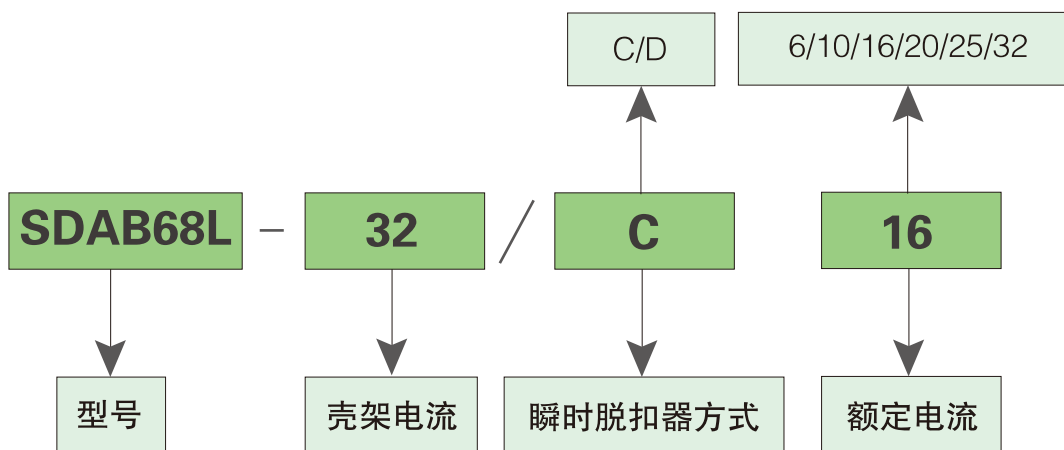 C/D
6/10/16/20/25/32
SDAB68L – 32 / C 16
型号
壳架电流
瞬时脱扣器方式
额定电流